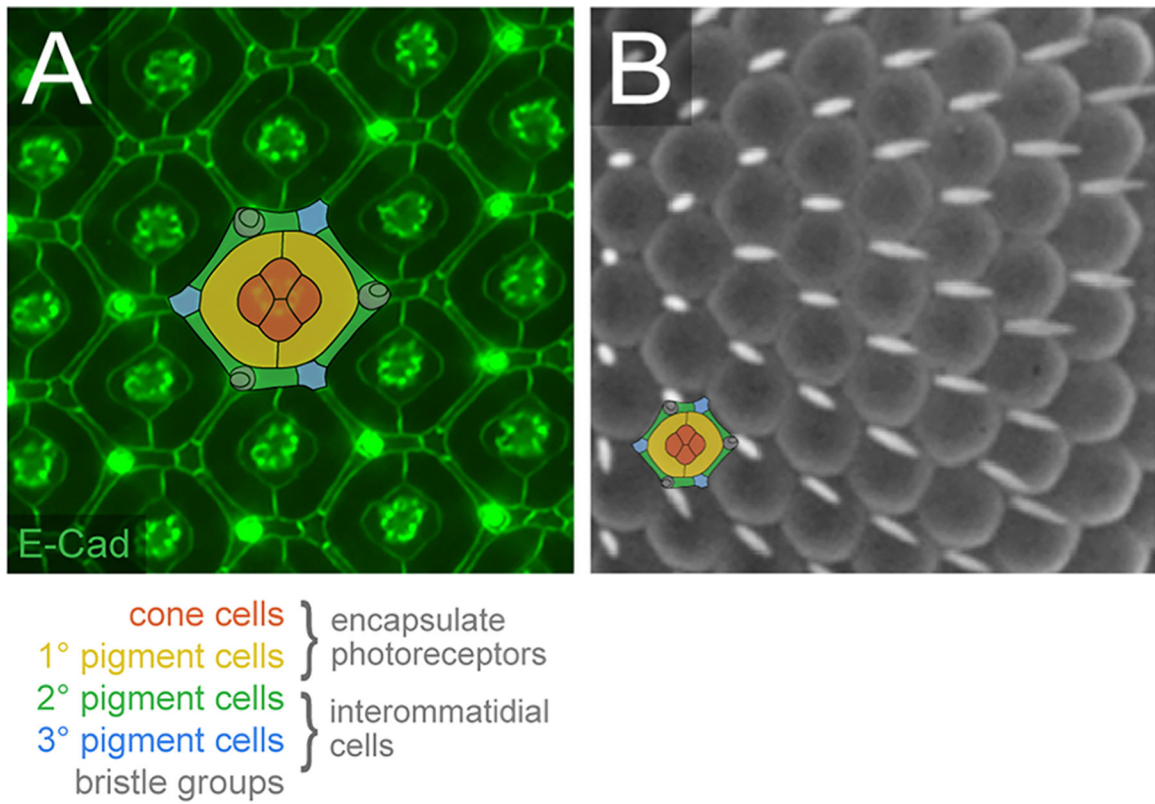 A
B
E-Cad
cone cells
1° pigment cells
encapsulate
photoreceptors
2° pigment cells
3° pigment cells
interommatidial
cells
bristle groups